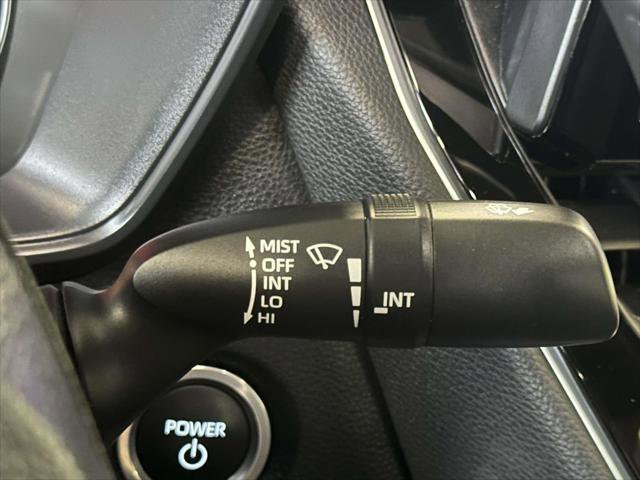 MIST
OFF
INT
LO
HI
INT
POWER